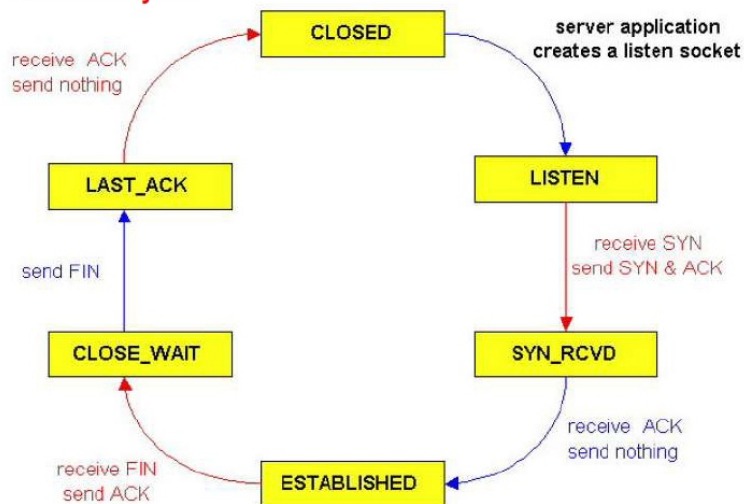 CLOSED
server application
creates a listen socket
receive ACK
send nothing
LAST_ACK
LISTEN
receive SYN
send SYN & ACK
send FIN
CLOSE_WAIT
SYN_RCVD
receive ACK
send nothing
receive FIN
send ACK
ESTABLISHED